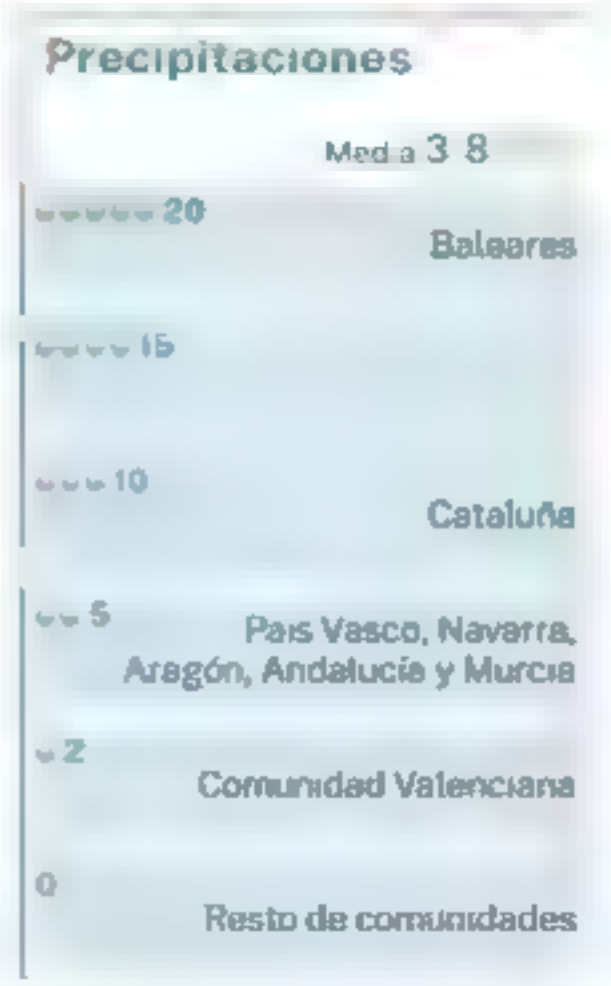 Precipitaciones
Media 3 8
20
Baleares
15
10
Cataluña
5
País Vasco, Navarra,
Aragón, Andalucía y Murcia
2
Comunidad Valenciana
0
Resto de comunidades